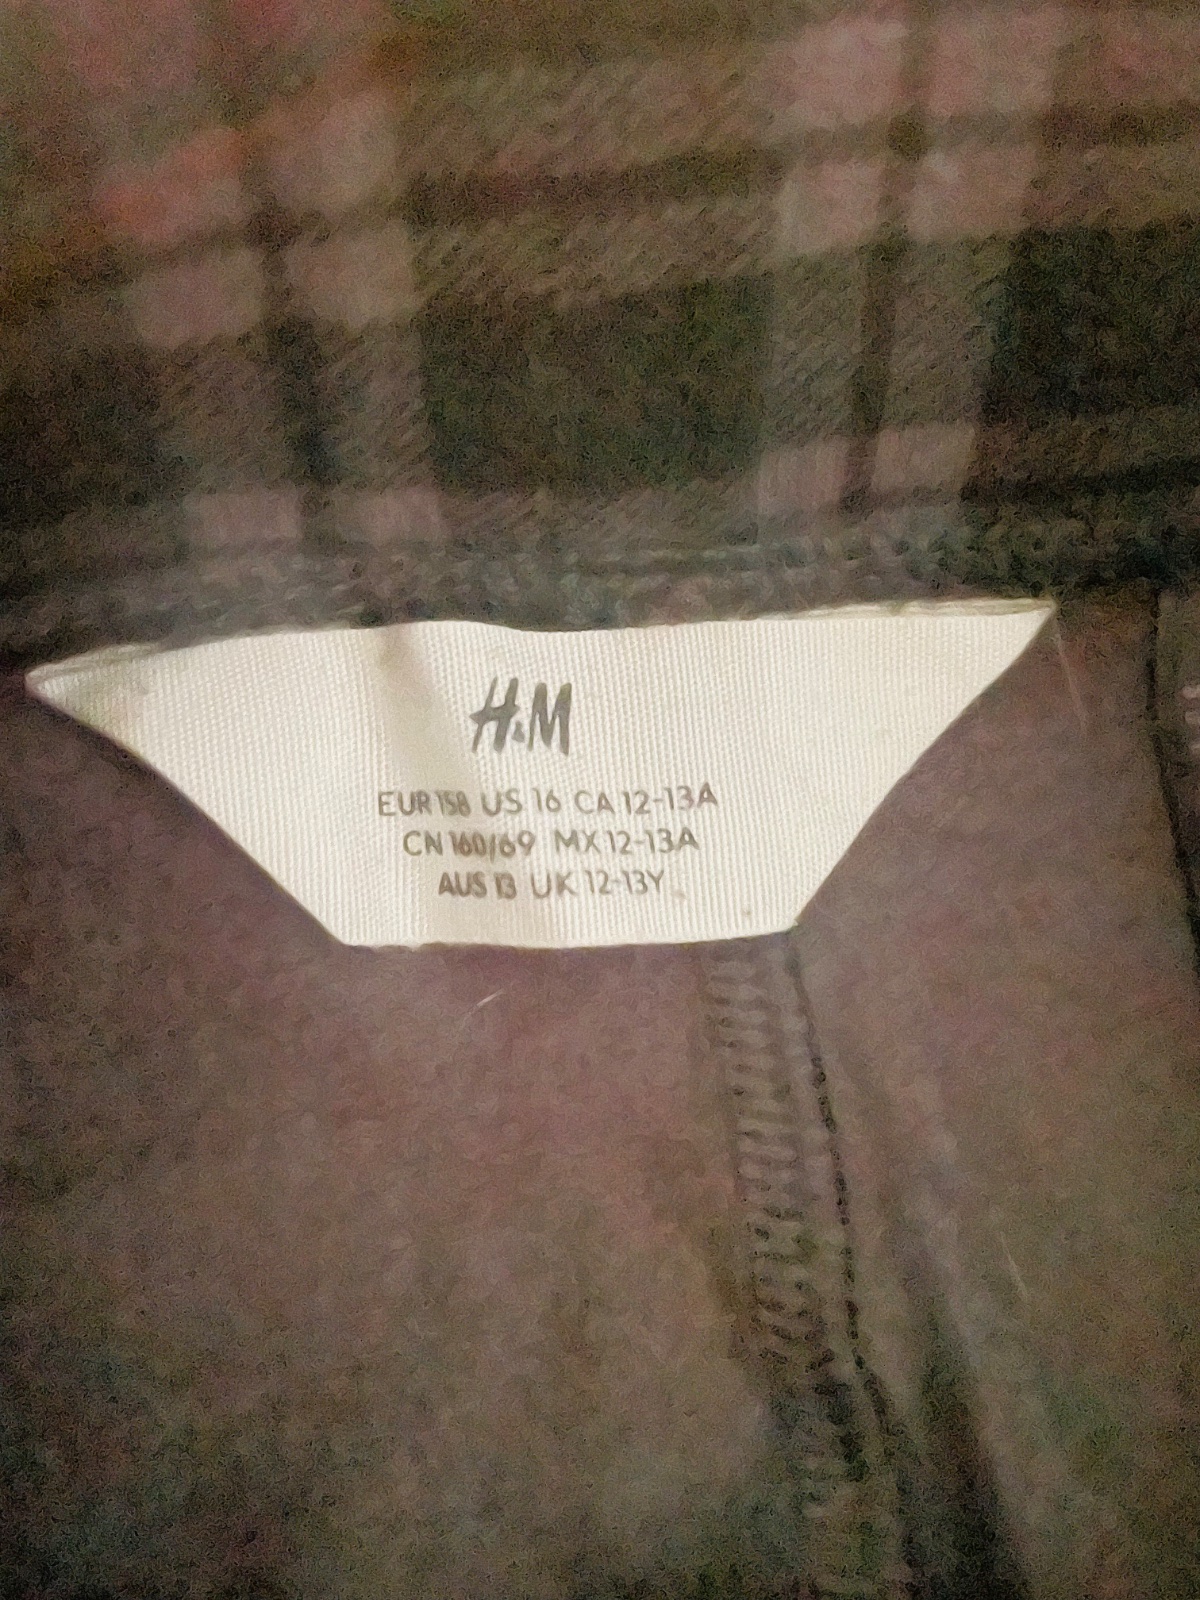 H&M
EUR 158 US 16 CA 12-13A
CN 160/69 MX 12-13A
AUS 13 UK 12-13Y